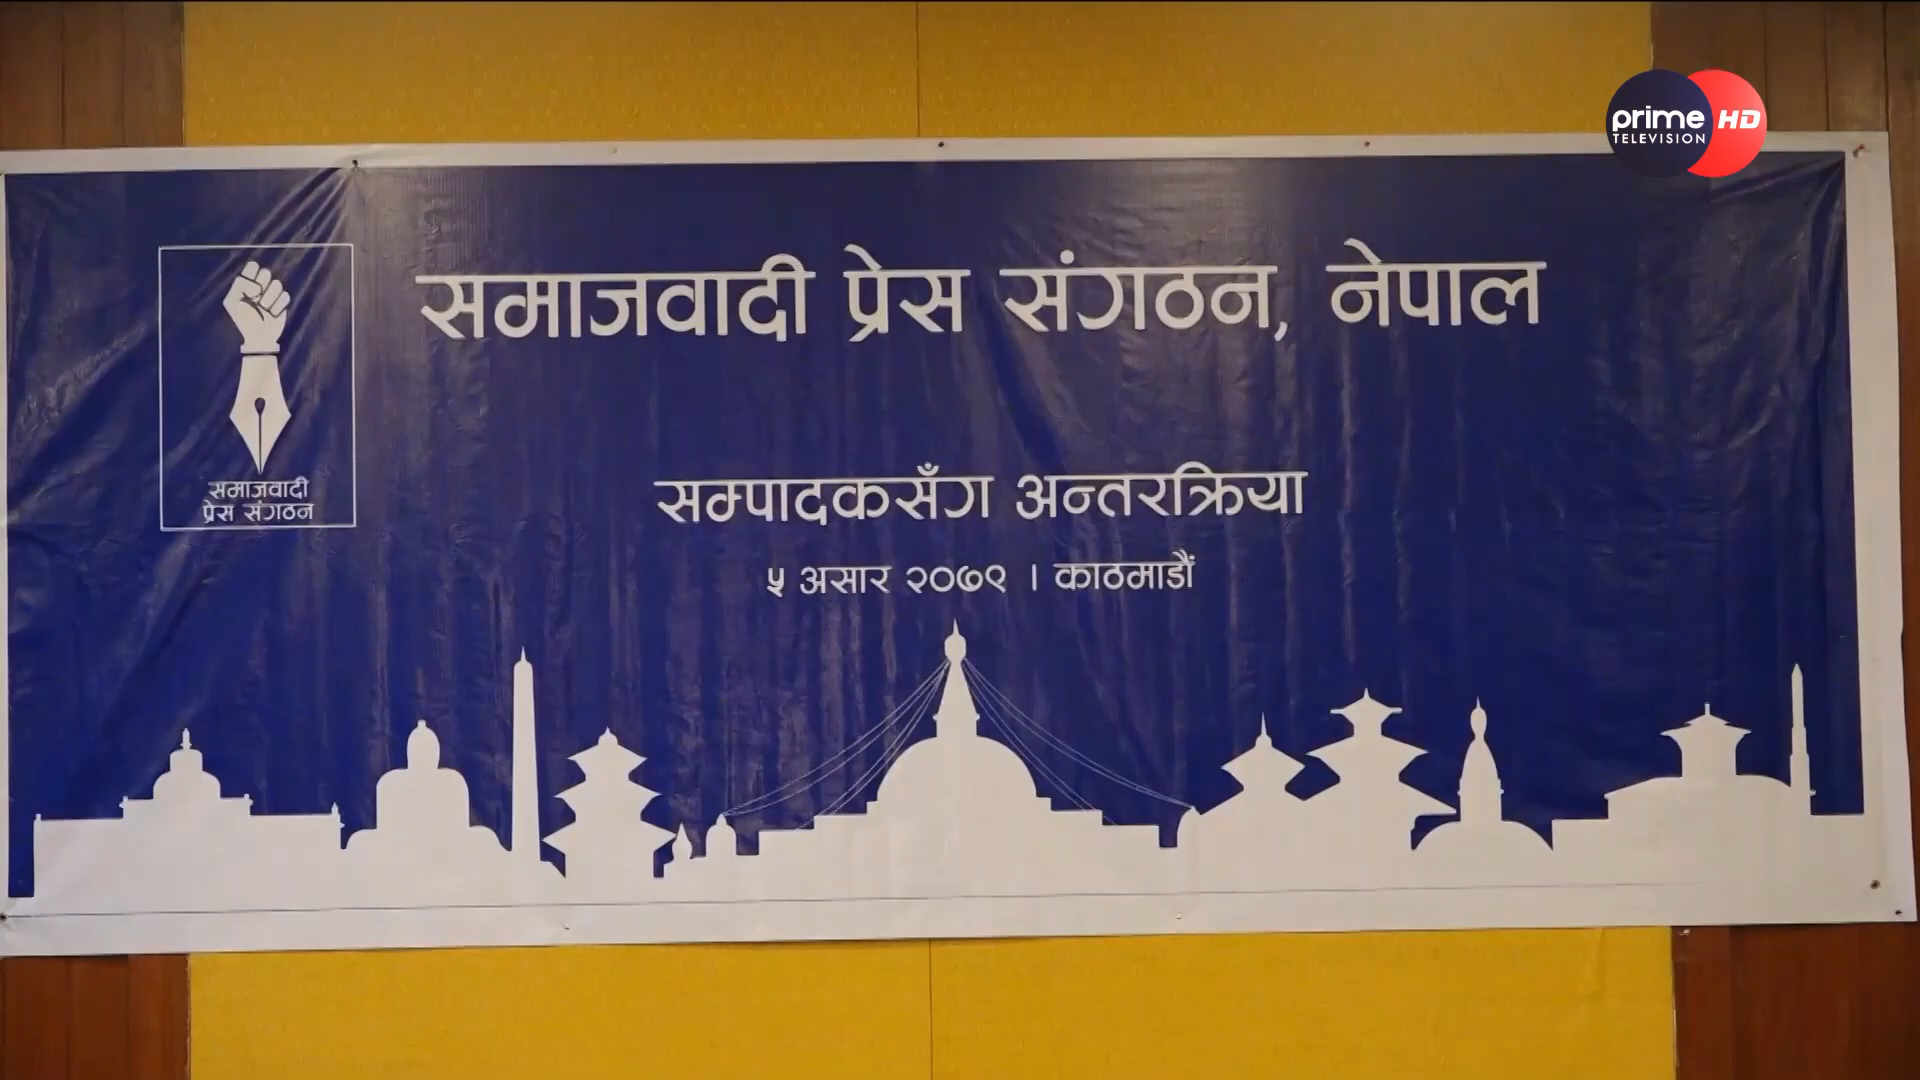 prime HD
TELEVISION
समाजवादी प्रेस संगठन, नेपाल
समाजवादी
प्रेस संगठन
सम्पादकसँग अन्तरक्रिया
५ असार २०७९ । काठमाडौं